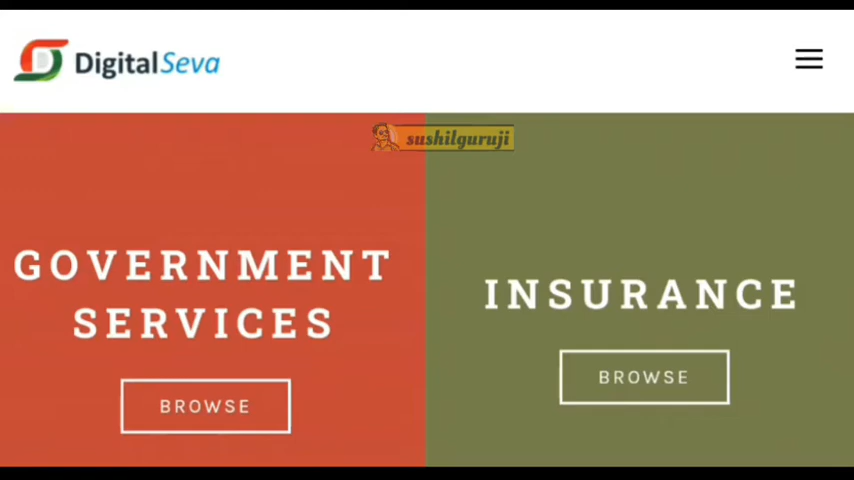 DigitalSeva
sushilguruji
GOVERNMENT
SERVICES
BROWSE
INSURANCE
BROWSE